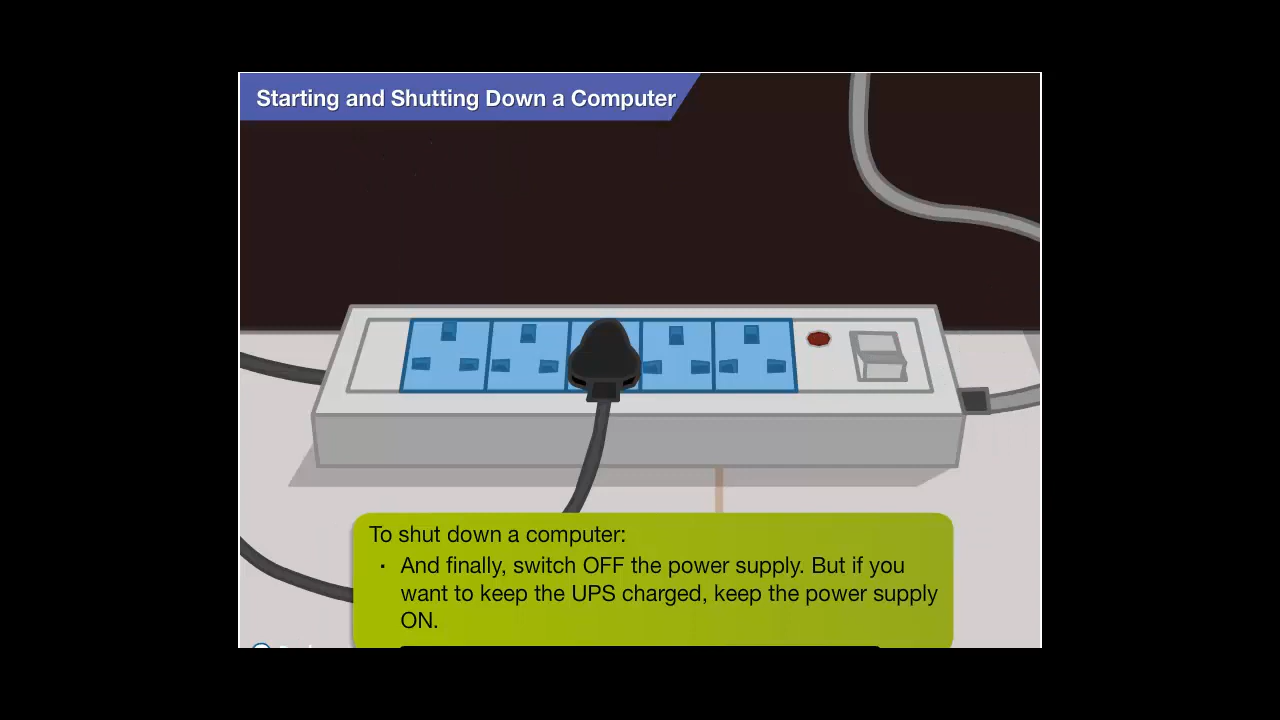 Starting and Shutting Down a Computer
To shut down a computer:
· And finally, switch OFF the power supply. But if you
want to keep the UPS charged, keep the power supply
ON.